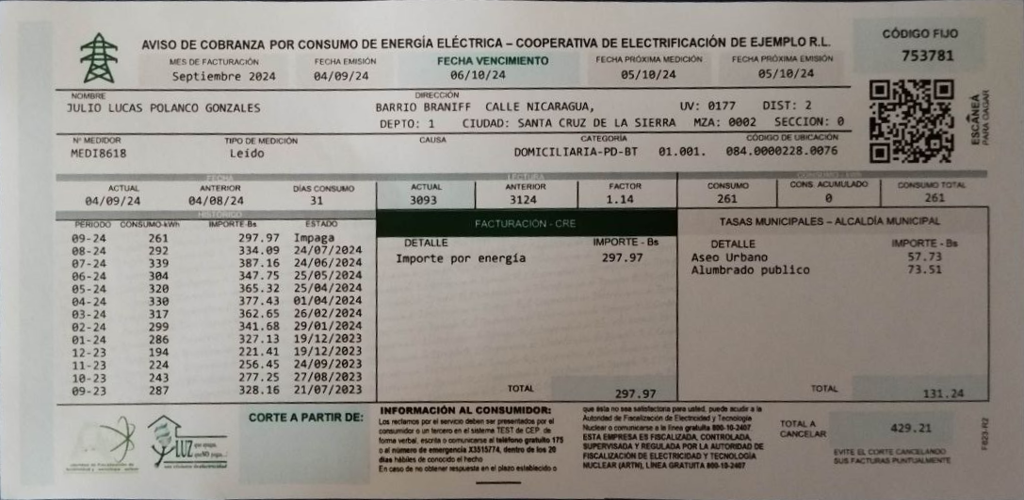 AVISO DE COBRANZA POR CONSUMO DE ENERGÍA ELÉCTRICA – COOPERATIVA DE ELECTRIFICACIÓN DE EJEMPLO R.L.
CÓDIGO FIJO
753781
MES DE FACTURACIÓN FECHA EMISIÓN FECHA VENCIMIENTO FECHA PRÓXIMA MEDICIÓN FECHA PRÓXIMA EMISIÓN
Septiembre 2024 04/09/24 06/10/24 05/10/24 05/10/24
NOMBRE DIRECCIÓN
JULIO LUCAS POLANCO GONZALES BARRIO BRANIFF CALLE NICARAGUA, UV: 0177 DIST: 2
DEPTO: 1 CIUDAD: SANTA CRUZ DE LA SIERRA MZA: 0002 SECCION: 0
ESCÁNEA
PARA PAGAR
Nº MEDIDOR TIPO DE MEDICIÓN CAUSA CATEGORÍA CÓDIGO DE UBICACIÓN
MEDI8618 Leído DOMICILIARIA-PD-BT 01.001. 084.0000228.0076
FECHA LECTURA CONSUMO - kWh
ACTUAL ANTERIOR DÍAS CONSUMO ACTUAL ANTERIOR FACTOR CONSUMO CONS. ACUMULADO CONSUMO TOTAL
04/09/24 04/08/24 31 3093 3124 1.14 261 0 261
HISTÓRICO
PERIODO CONSUMO-kWh IMPORTE-Bs ESTADO
09-24 261 297.97 Impaga
08-24 292 334.09 24/07/2024
07-24 339 387.16 24/06/2024
06-24 304 347.75 25/05/2024
05-24 320 365.32 25/04/2024
04-24 330 377.43 01/04/2024
03-24 317 362.65 26/02/2024
02-24 299 341.68 29/01/2024
01-24 286 327.13 19/12/2023
12-23 194 221.41 19/12/2023
11-23 224 256.45 24/09/2023
10-23 243 277.25 27/08/2023
09-23 287 328.16 21/07/2023
FACTURACIÓN - CRE
DETALLE IMPORTE - Bs
Importe por energía 297.97
TOTAL 297.97
TASAS MUNICIPALES – ALCALDÍA MUNICIPAL
DETALLE IMPORTE - Bs
Aseo Urbano 57.73
Alumbrado publico 73.51
TOTAL 131.24
LUZ
CORTE A PARTIR DE:
INFORMACIÓN AL CONSUMIDOR:
Los reclamos por el servicio deben ser presentados por el
consumidor o un tercero en el sistema TEST de CEP de
forma verbal, escrita o comunicarse al teléfono gratuito 175
o al número de emergencia X3515774, dentro de los 20
días hábiles de conocido el hecho
En caso de no obtener respuesta en el plazo establecido o
que ésta no sea satisfactoria para usted, puede acudir a la
Autoridad de Fiscalización de Electricidad y Tecnología
Nuclear o comunicarse a la línea gratuita 800-10-2407
ESTA EMPRESA ES FISCALIZADA, CONTROLADA,
SUPERVISADA Y REGULADA POR LA AUTORIDAD DE
FISCALIZACIÓN DE ELECTRICIDAD Y TECNOLOGÍA
NUCLEAR (ARTN), LÍNEA GRATUITA 800-10-2407
TOTAL A
CANCELAR
429.21
EVITE EL CORTE CANCELANDO
SUS FACTURAS PUNTUALMENTE
F623-R2